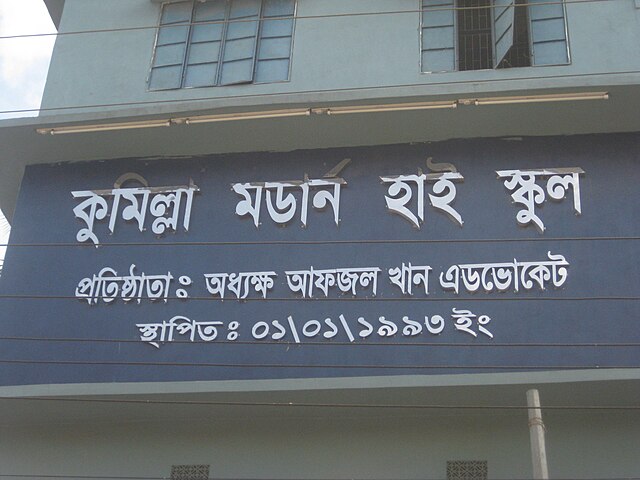 কুমিল্লা মডার্ন হাই স্কুল
প্রতিষ্ঠাতা ঃ অধ্যক্ষ আফজল খান এডভোকেট
স্থাপিত ঃ ০১\০১\১৯৯৩ ইং